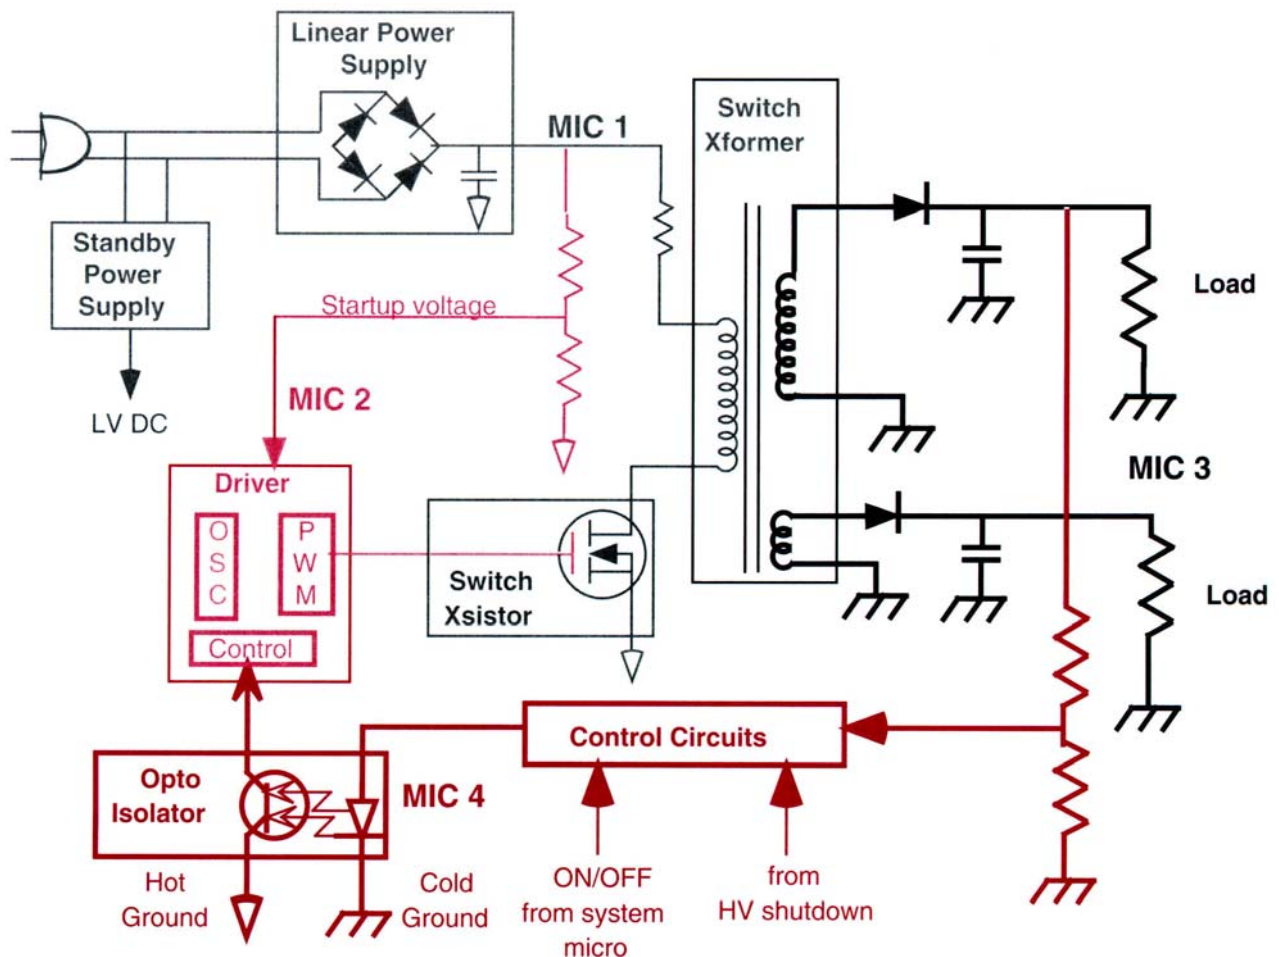 Linear Power
Supply
MIC 1
Switch
Xformer
Standby
Power
Supply
LV DC
Startup voltage
MIC 2
Load
MIC 3
Driver
O
S
C
P
W
M
Control
Switch
Xsistor
Load
Control Circuits
Opto
Isolator
MIC 4
Hot
Ground
Cold
Ground
ON/OFF
from system
micro
from
HV shutdown